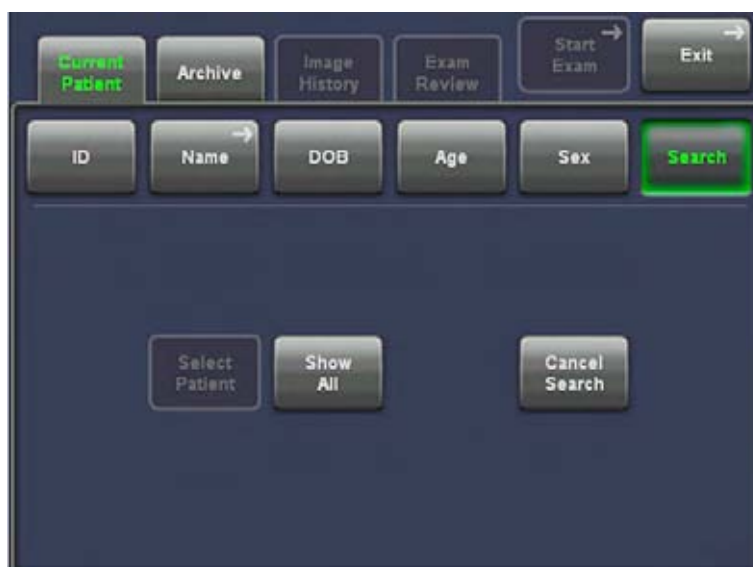 Current
Patient
Archive
Image
History
Exam
Review
Start
Exam
Exit
ID
Name
DOB
Age
Sex
Search
Select
Patient
Show
All
Cancel
Search